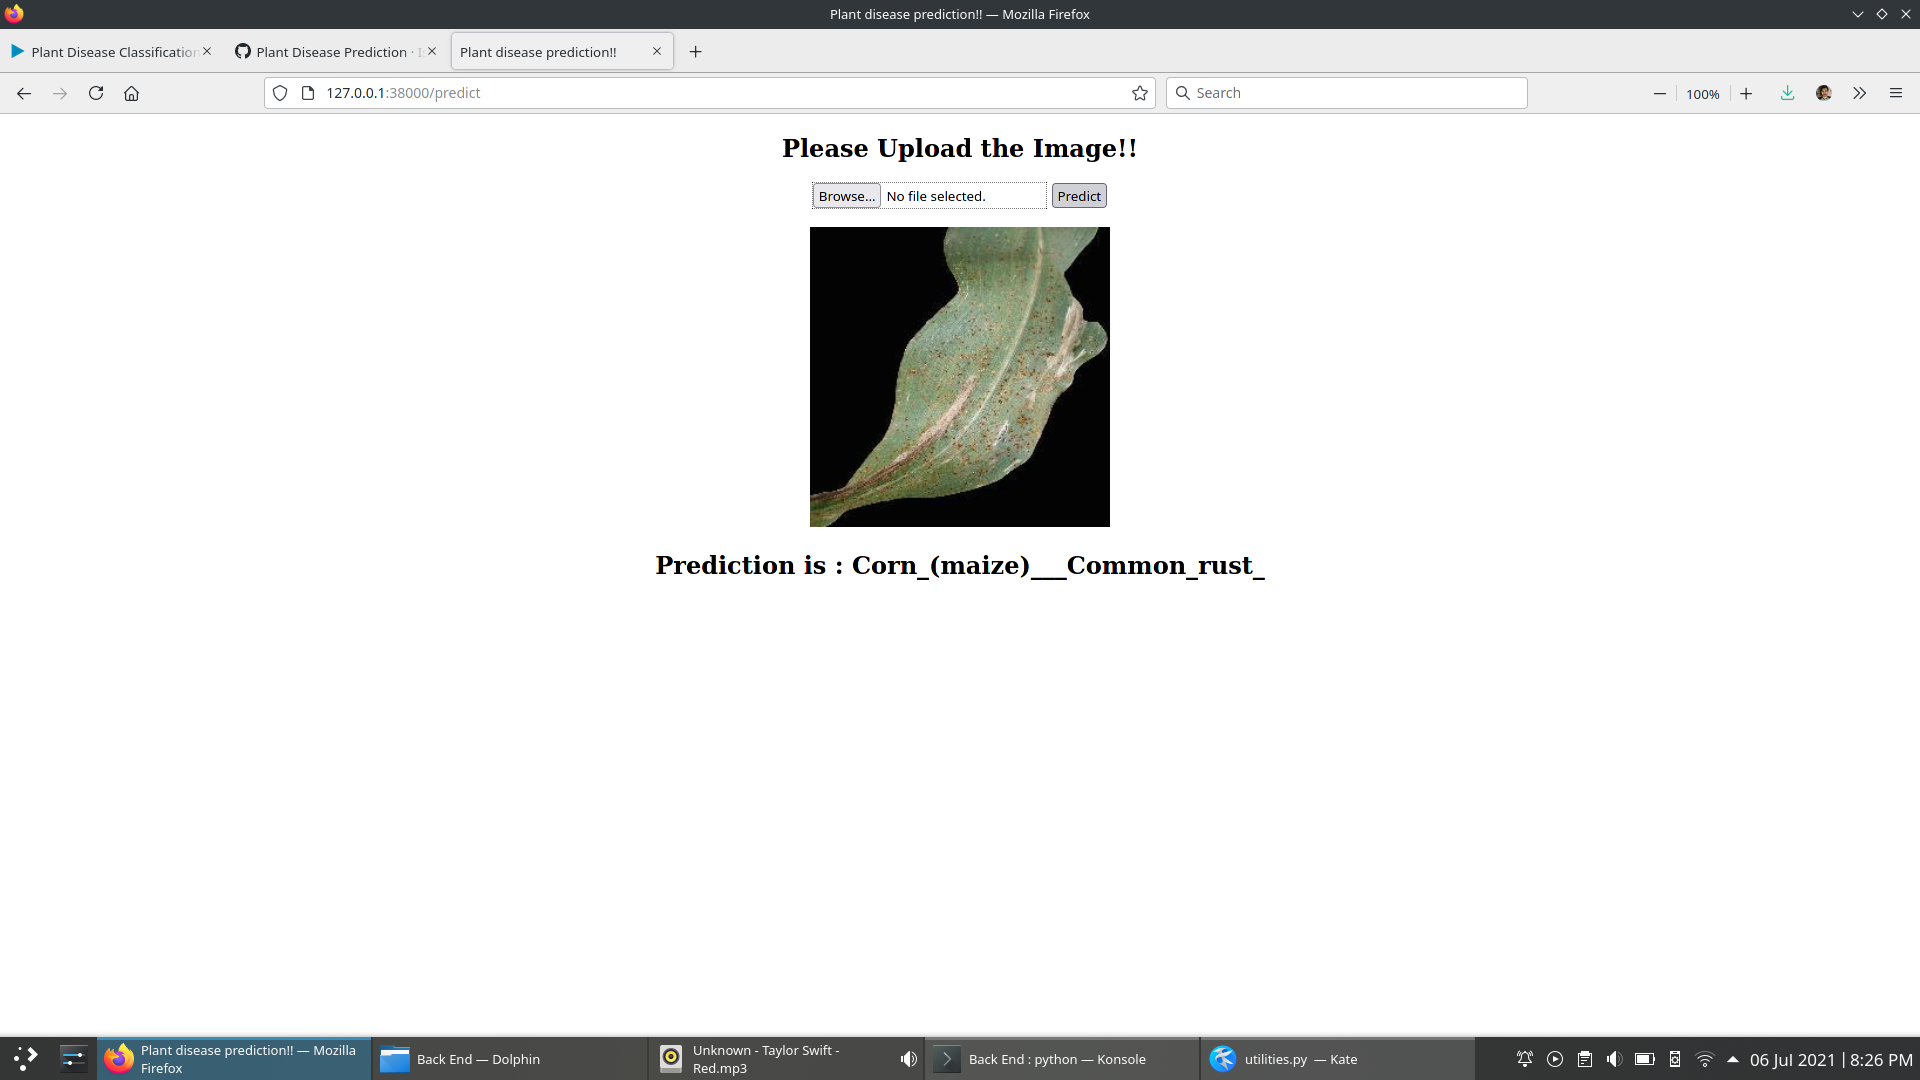 Plant disease prediction!! — Mozilla Firefox
Plant Disease Classification
Plant Disease Prediction ·
Plant disease prediction!!
127.0.0.1:38000/predict
Search
100%
Please Upload the Image!!
Browse... No file selected. Predict
Prediction is : Corn_(maize)___Common_rust_
Plant disease prediction!! — Mozilla
Firefox
Back End — Dolphin
Unknown - Taylor Swift -
Red.mp3
Back End : python — Konsole
utilities.py — Kate
06 Jul 2021 | 8:26 PM